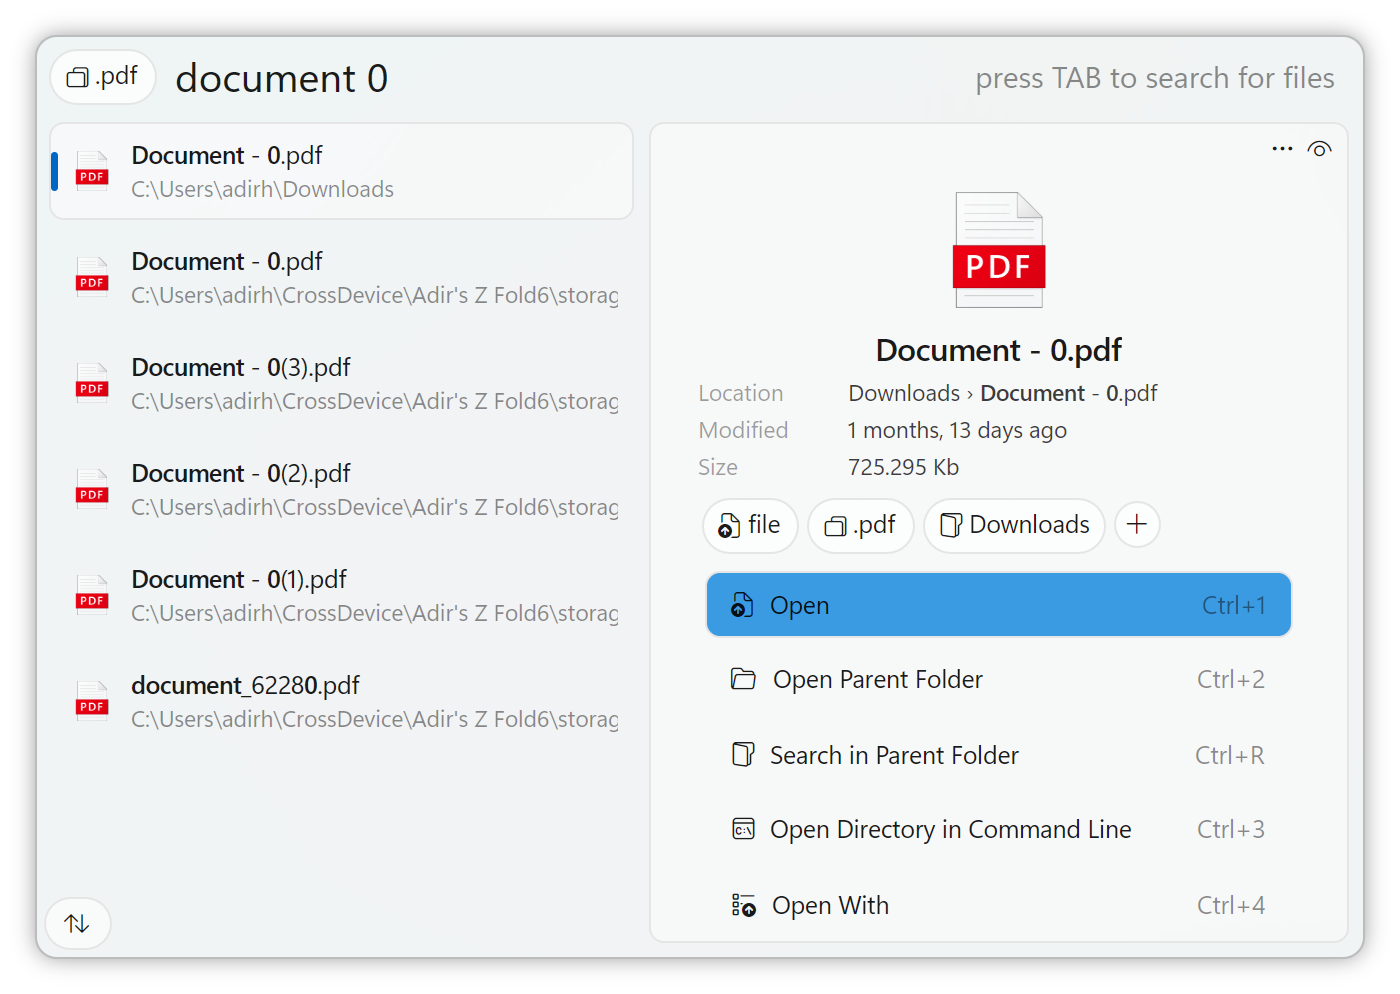 .pdf document 0 press TAB to search for files
PDF
Document - 0.pdf
C:\Users\adirh\Downloads
PDF
Document - 0.pdf
C:\Users\adirh\CrossDevice\Adir's Z Fold6\storag
PDF
Document - 0(3).pdf
C:\Users\adirh\CrossDevice\Adir's Z Fold6\storag
PDF
Document - 0(2).pdf
C:\Users\adirh\CrossDevice\Adir's Z Fold6\storag
PDF
Document - 0(1).pdf
C:\Users\adirh\CrossDevice\Adir's Z Fold6\storag
PDF
document_62280.pdf
C:\Users\adirh\CrossDevice\Adir's Z Fold6\storag
PDF
Document - 0.pdf
Location Downloads › Document - 0.pdf
Modified 1 months, 13 days ago
Size 725.295 Kb
file .pdf Downloads +
Open Ctrl+1
Open Parent Folder Ctrl+2
Search in Parent Folder Ctrl+R
C:\ Open Directory in Command Line Ctrl+3
Open With Ctrl+4